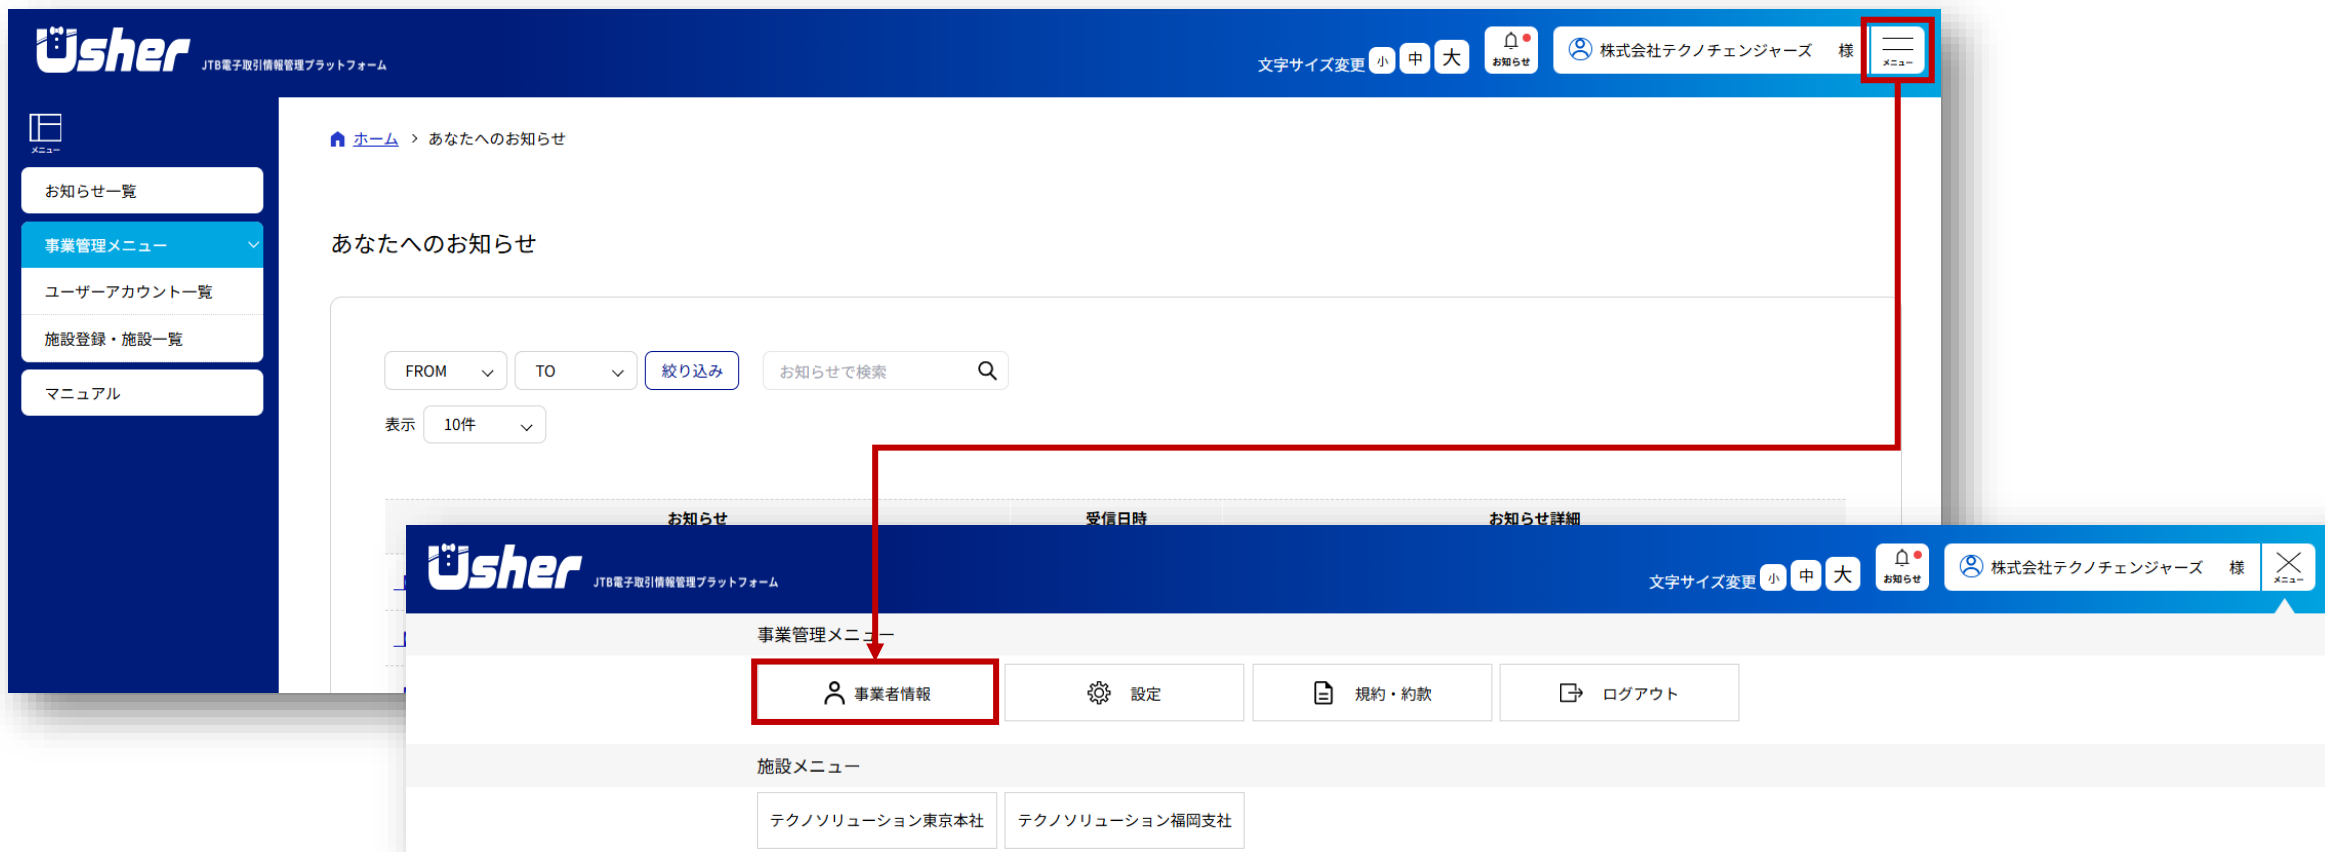 Usher JTB電子取引情報管理プラットフォーム
文字サイズ変更 小 中 大 お知らせ 株式会社テクノチェンジャーズ 様 メニュー
メニュー
お知らせ一覧
事業管理メニュー
ユーザーアカウント一覧
施設登録・施設一覧
マニュアル
ホーム > あなたへのお知らせ
あなたへのお知らせ
FROM TO 絞り込み お知らせで検索
表示 10件
お知らせ 受信日時 お知らせ詳細
Usher JTB電子取引情報管理プラットフォーム
文字サイズ変更 小 中 大 お知らせ 株式会社テクノチェンジャーズ 様 メニュー
事業管理メニュー
事業者情報 設定 規約・約款 ログアウト
施設メニュー
テクノソリューション東京本社 テクノソリューション福岡支社